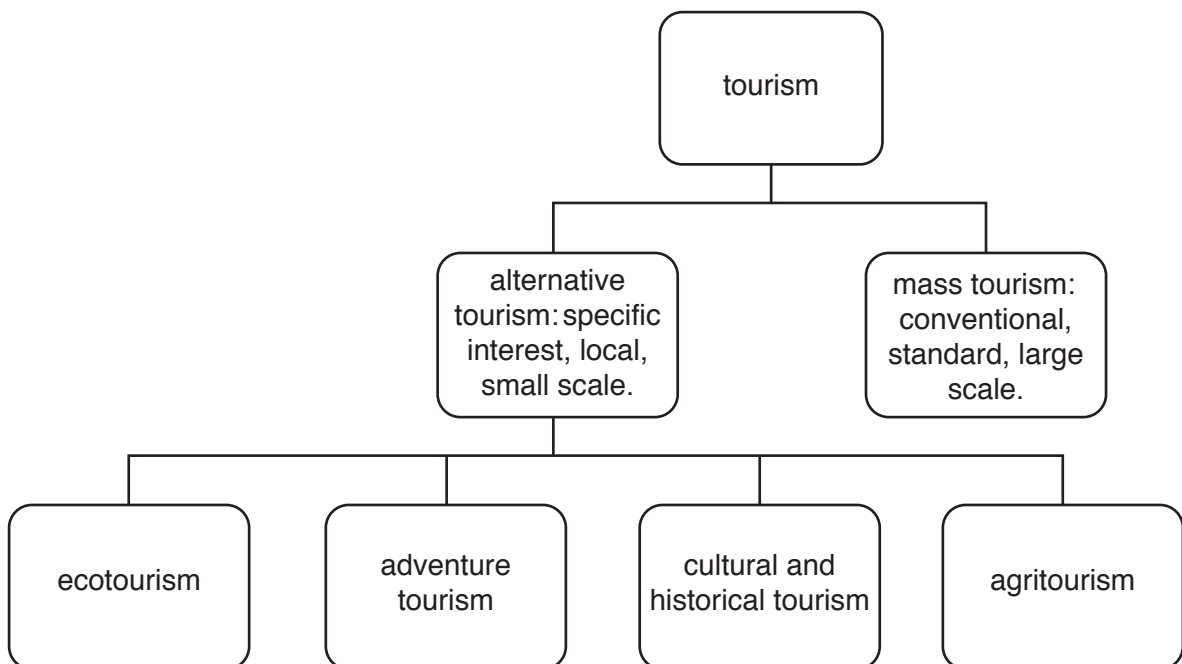 tourism
alternative
tourism: specific
interest, local,
small scale.
mass tourism:
conventional,
standard, large
scale.
ecotourism
adventure
tourism
cultural and
historical tourism
agritourism